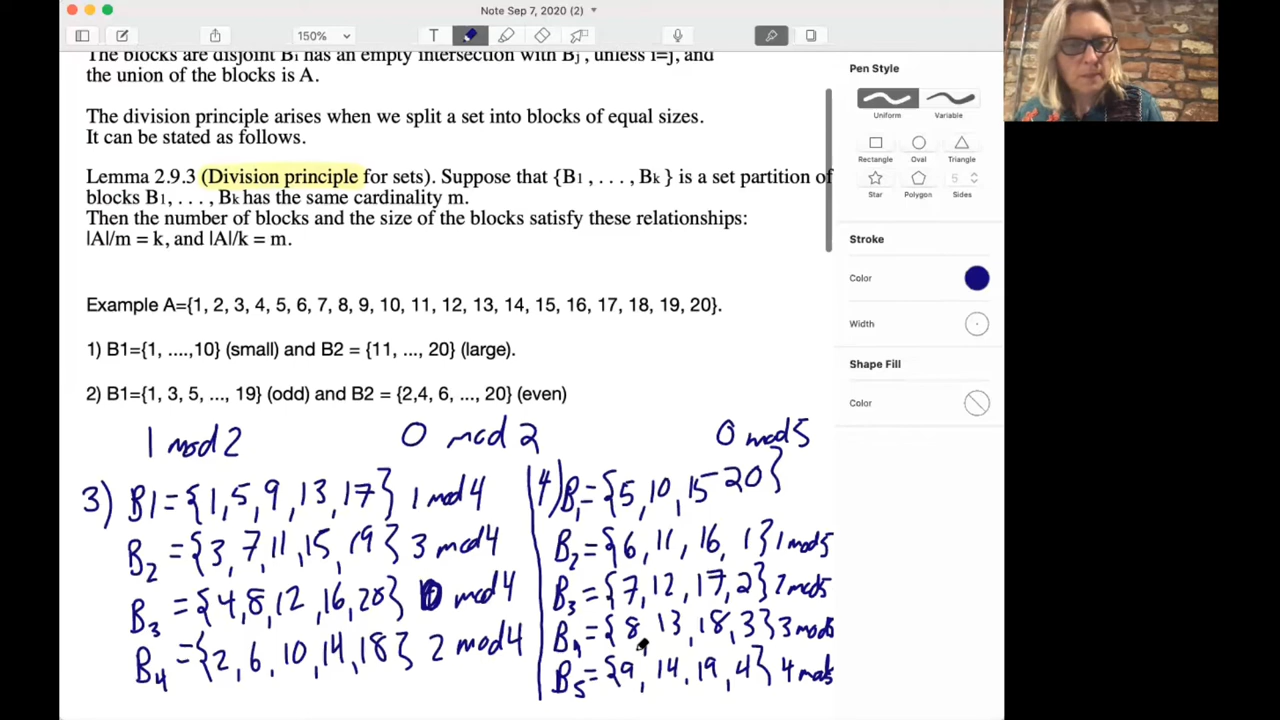 Note Sep 7, 2020 (2)
150%
T
The blocks are disjoint Bi has an empty intersection with Bj , unless i=j, and
the union of the blocks is A.
The division principle arises when we split a set into blocks of equal sizes.
It can be stated as follows.
Lemma 2.9.3 (Division principle for sets). Suppose that {B1 , . . . , Bk } is a set partition of
blocks B1, . . . , Bk has the same cardinality m.
Then the number of blocks and the size of the blocks satisfy these relationships:
|A|/m = k, and |A|/k = m.
Example A={1, 2, 3, 4, 5, 6, 7, 8, 9, 10, 11, 12, 13, 14, 15, 16, 17, 18, 19, 20}.
1) B1={1, ....,10} (small) and B2 = {11, ..., 20} (large).
2) B1={1, 3, 5, ..., 19} (odd) and B2 = {2,4, 6, ..., 20} (even)
1 mod 2
0 mod 2
0 mod 5
3) B1={1,5,9,13,17} 1 mod 4
B2 ={3,7,11,15,19} 3 mod 4
B3 ={4,8,12,16,20} 0 mod 4
B4 ={2,6,10,14,18} 2 mod 4
4) B1={5,10,15 20}
B2={6,11,16,1} 1 mod 5
B3={7,12,17,2} 2 mod 5
B4={8,13,18,3} 3 mod 5
B5={9,14,19,4} 4 mod 5
Pen Style
Uniform
Variable
Rectangle
Oval
Triangle
5
Star
Polygon
Sides
Stroke
Color
Width
Shape Fill
Color